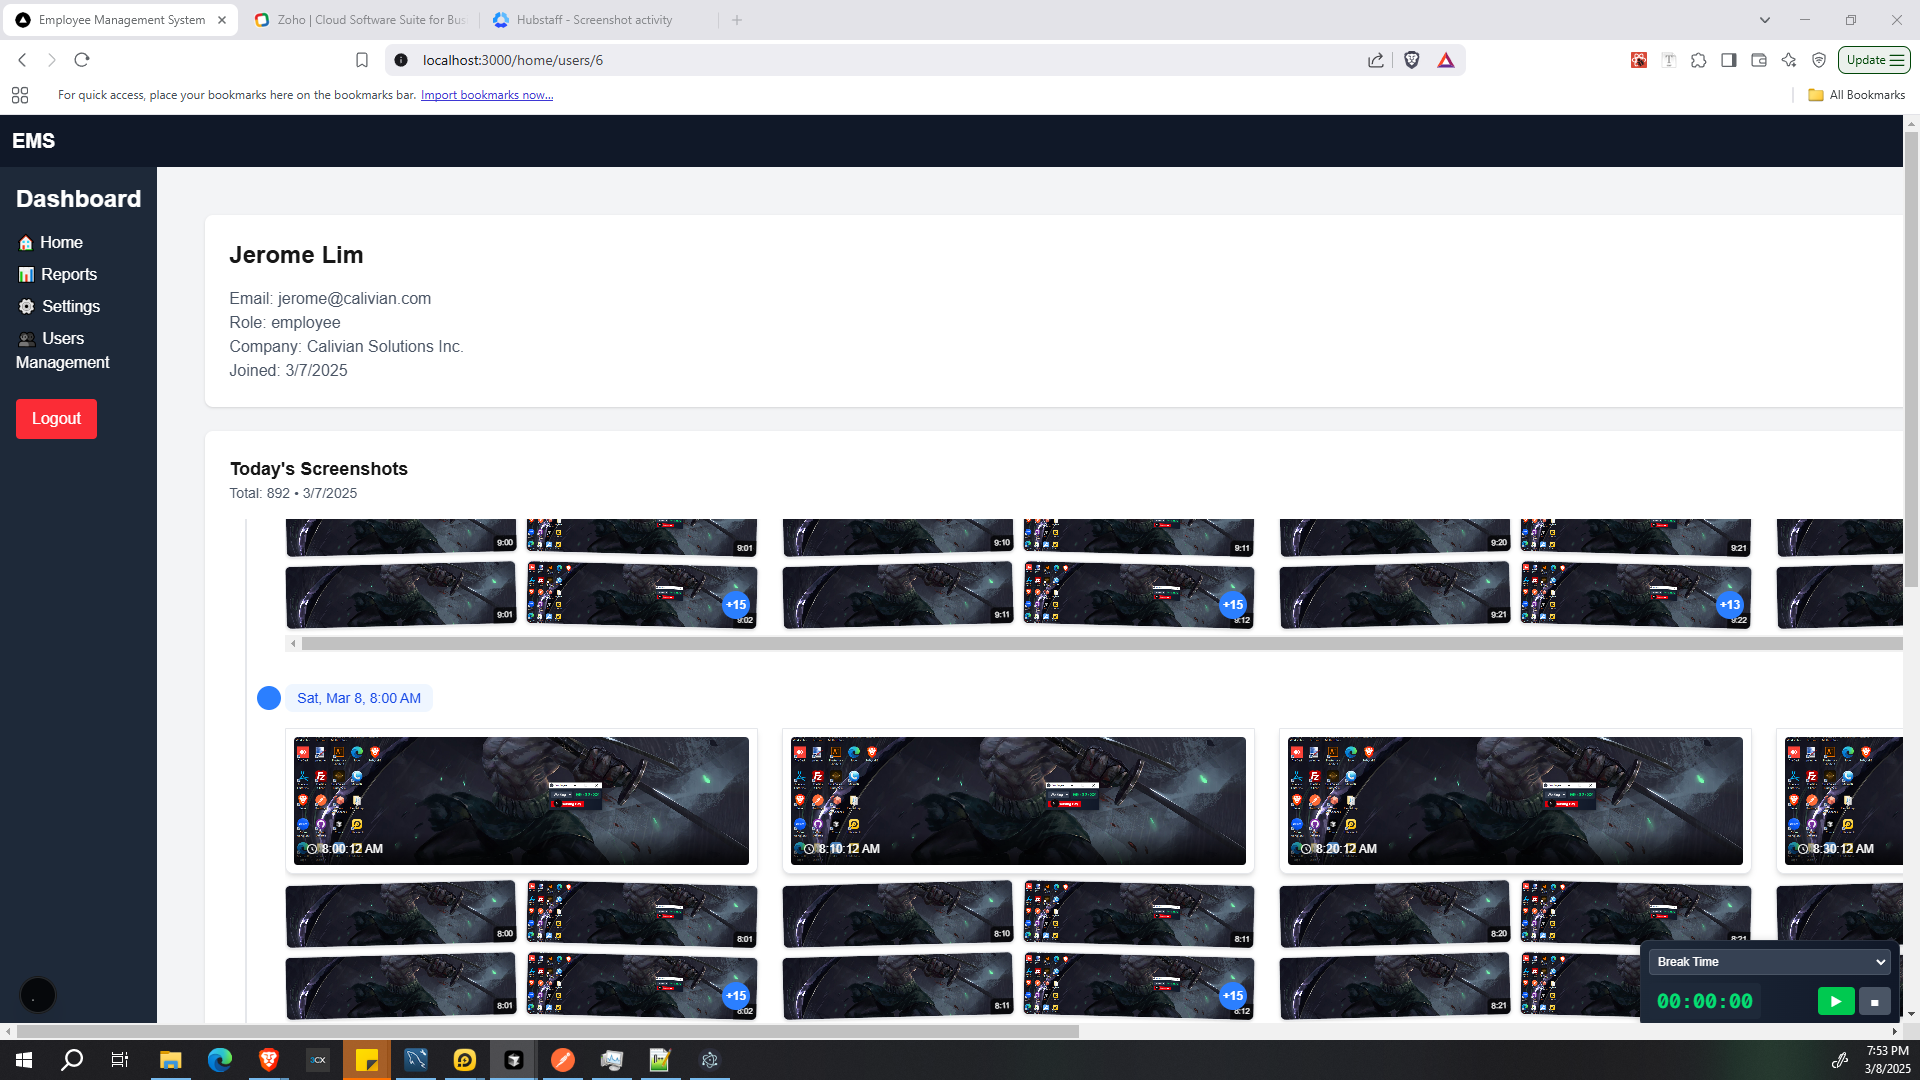 Employee Management System
Zoho | Cloud Software Suite for Bus
Hubstaff - Screenshot activity
localhost:3000/home/users/6
Update
For quick access, place your bookmarks here on the bookmarks bar. Import bookmarks now...
All Bookmarks
EMS
Dashboard
Home
Reports
Settings
Users
Management
Logout
Jerome Lim
Email: jerome@calivian.com
Role: employee
Company: Calivian Solutions Inc.
Joined: 3/7/2025
Today's Screenshots
Total: 892 • 3/7/2025
9:00 9:01 9:10 9:11 9:20 9:21
9:01 +15 9:02 9:11 +15 9:12 9:21 +13 9:22
Sat, Mar 8, 8:00 AM
8:00:12 AM 8:10:12 AM 8:20:12 AM 8:30:12 AM
8:00 8:01 8:10 8:11 8:20 8:21
8:01 +15 8:02 8:11 +15 8:12 8:21
Break Time
00:00:00
3CX
7:53 PM
3/8/2025